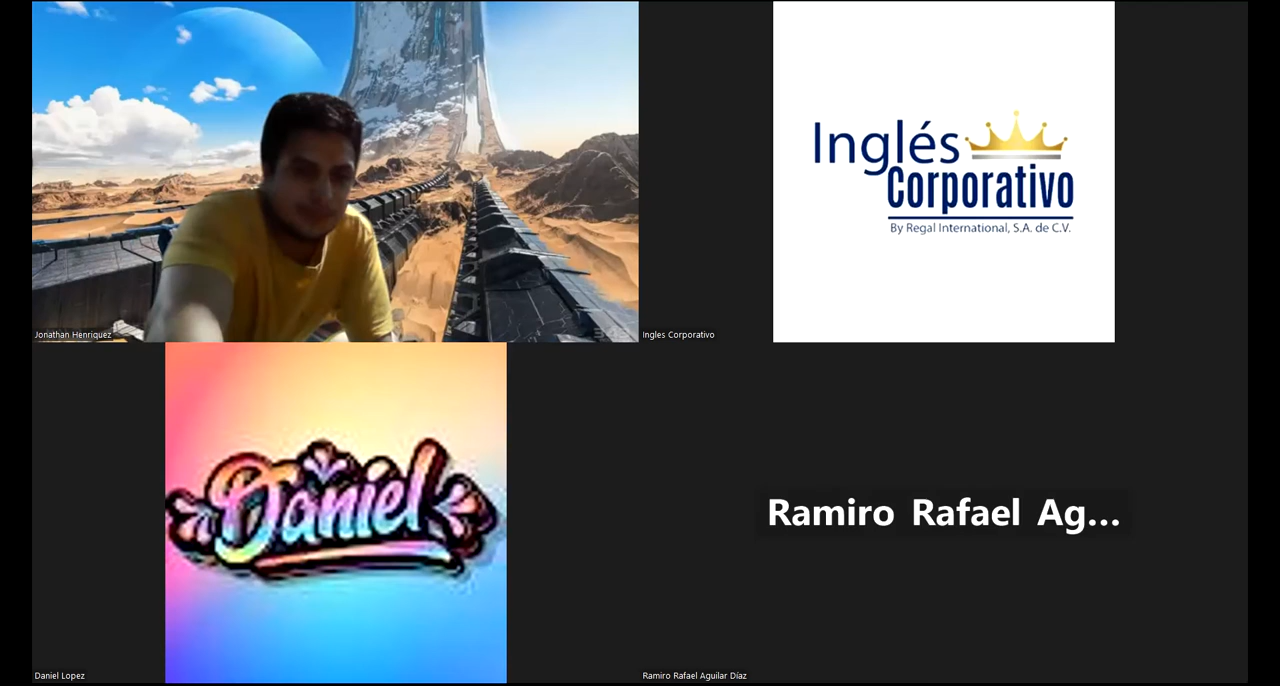 Jonathan Henriquez
Inglés
Corporativo
By Regal International, S.A. de C.V.
Ingles Corporativo
Daniel
Daniel Lopez
Ramiro Rafael Ag...
Ramiro Rafael Aguilar Díaz